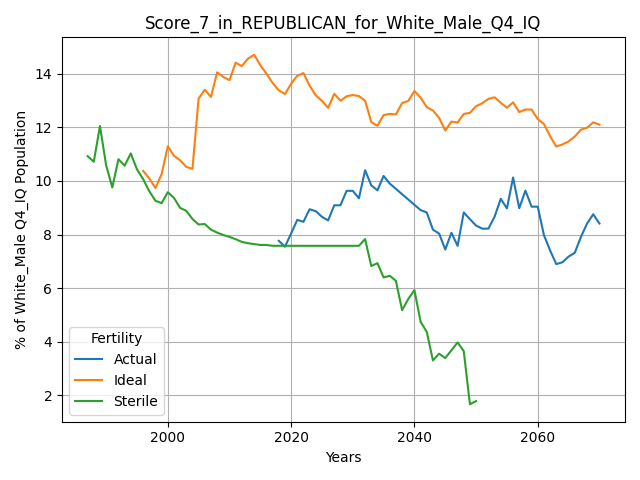 Score_7_in_REPUBLICAN_for_White_Male_Q4_IQ
% of White_Male Q4_IQ Population
14
12
10
8
6
4
2
Fertility
Actual
Ideal
Sterile
2000
2020
2040
2060
Years